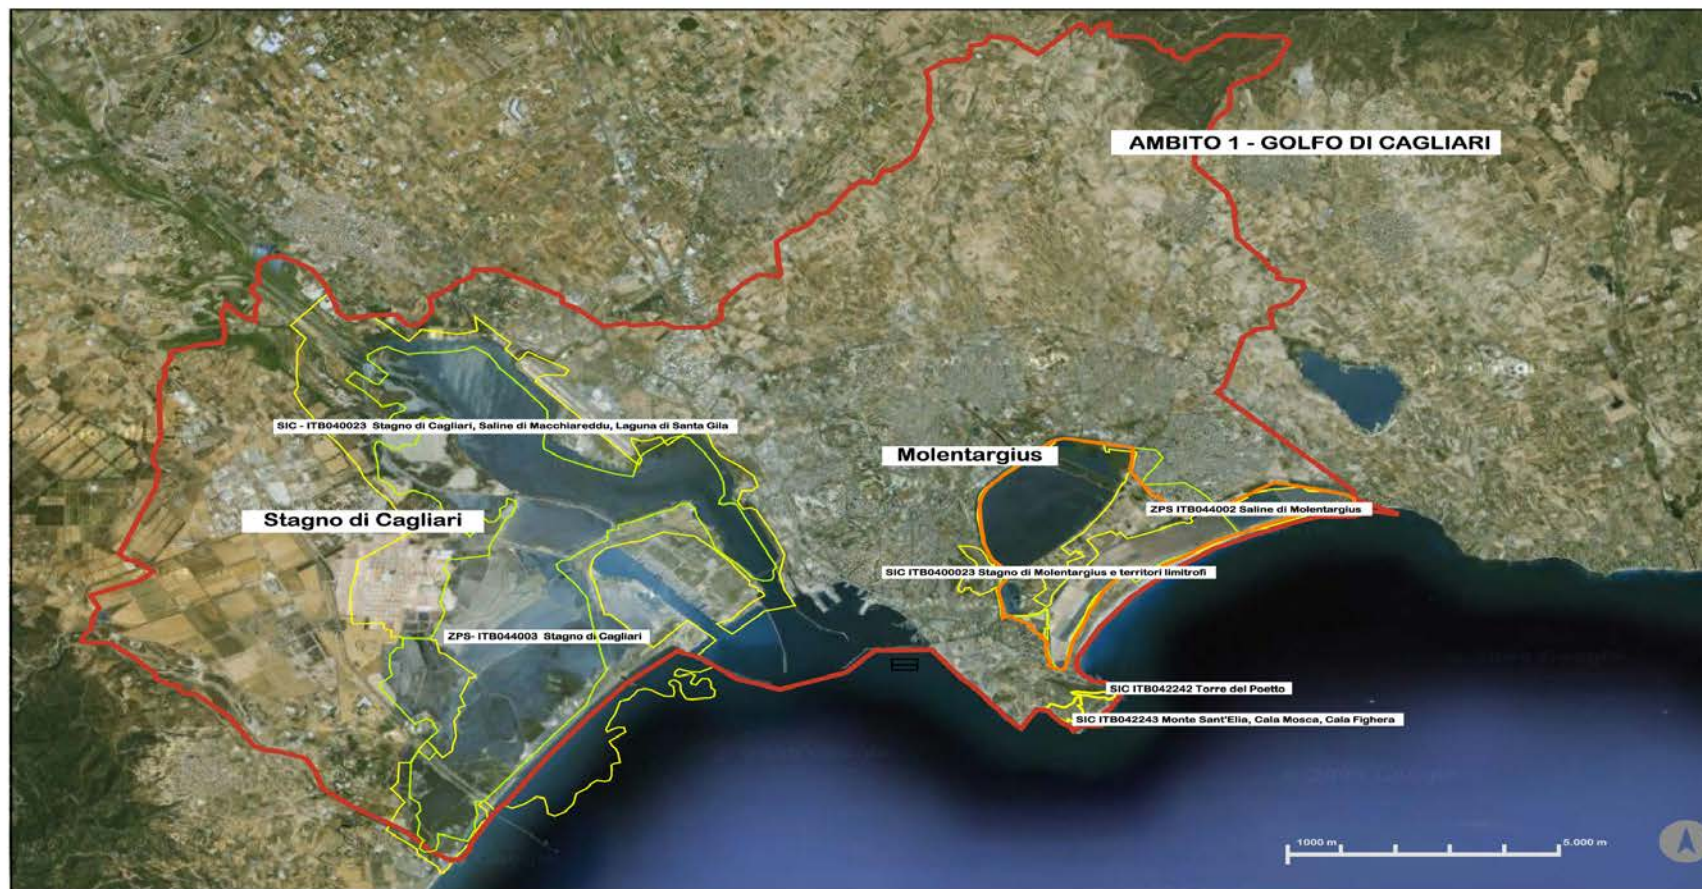 AMBITO 1 - GOLFO DI CAGLIARI
SIC - ITB040023 Stagno di Cagliari, Saline di Macchiareddu, Laguna di Santa Gila
Molentargius
ZPS ITB044002 Saline di Molentargius
Stagno di Cagliari
SIC ITB0400023 Stagno di Molentargius e territori limitrofi
ZPS- ITB044003 Stagno di Cagliari
SIC ITB042242 Torre del Poetto
SIC ITB042243 Monte Sant'Elia, Cala Mosca, Cala Fighera
1000 m 5.000 m